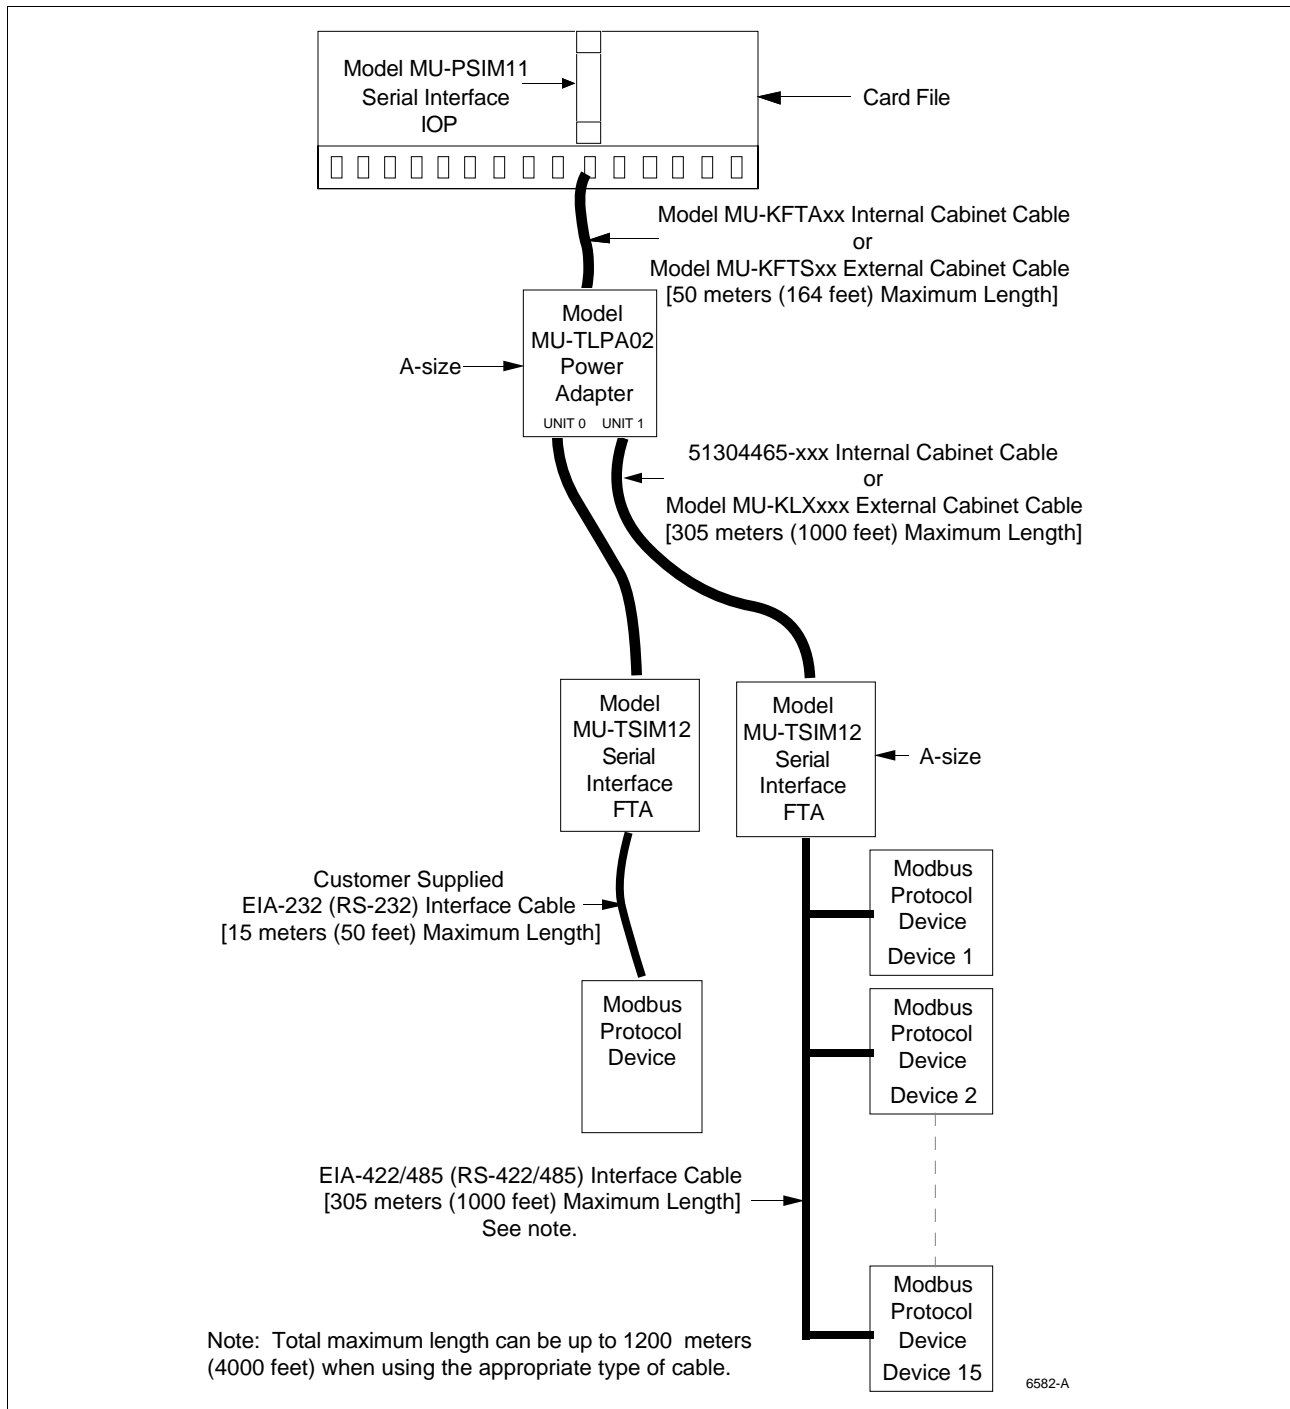 Model MU-PSIM11
Serial Interface
IOP
Card File
Model MU-KFTAxx Internal Cabinet Cable
or
Model MU-KFTSxx External Cabinet Cable
[50 meters (164 feet) Maximum Length]
Model
MU-TLPA02
Power
Adapter
UNIT 0 UNIT 1
A-size
51304465-xxx Internal Cabinet Cable
or
Model MU-KLXxxx External Cabinet Cable
[305 meters (1000 feet) Maximum Length]
Model
MU-TSIM12
Serial
Interface
FTA
Model
MU-TSIM12
Serial
Interface
FTA
A-size
Customer Supplied
EIA-232 (RS-232) Interface Cable
[15 meters (50 feet) Maximum Length]
Modbus
Protocol
Device
Modbus
Protocol
Device
Device 1
Modbus
Protocol
Device
Device 2
EIA-422/485 (RS-422/485) Interface Cable
[305 meters (1000 feet) Maximum Length]
See note.
Modbus
Protocol
Device
Device 15
Note: Total maximum length can be up to 1200 meters
(4000 feet) when using the appropriate type of cable.
6582-A